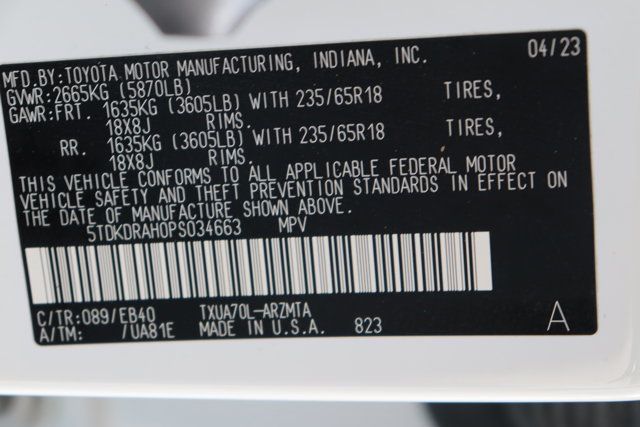 MFD.BY:TOYOTA MOTOR MANUFACTURING, INDIANA, INC. 04/23
GVWR:2665KG (5870LB)
GAWR:FRT. 1635KG (3605LB) WITH 235/65R18 TIRES,
18X8J RIMS.
RR. 1635KG (3605LB) WITH 235/65R18 TIRES,
18X8J RIMS.
THIS VEHICLE CONFORMS TO ALL APPLICABLE FEDERAL MOTOR
VEHICLE SAFETY AND THEFT PREVENTION STANDARDS IN EFFECT ON
THE DATE OF MANUFACTURE SHOWN ABOVE.
5TDKDRAH0PS034663 MPV
C/TR:089/EB40 TXUA70L-ARZMTA
A/TM: /UA81E MADE IN U.S.A. 823 A